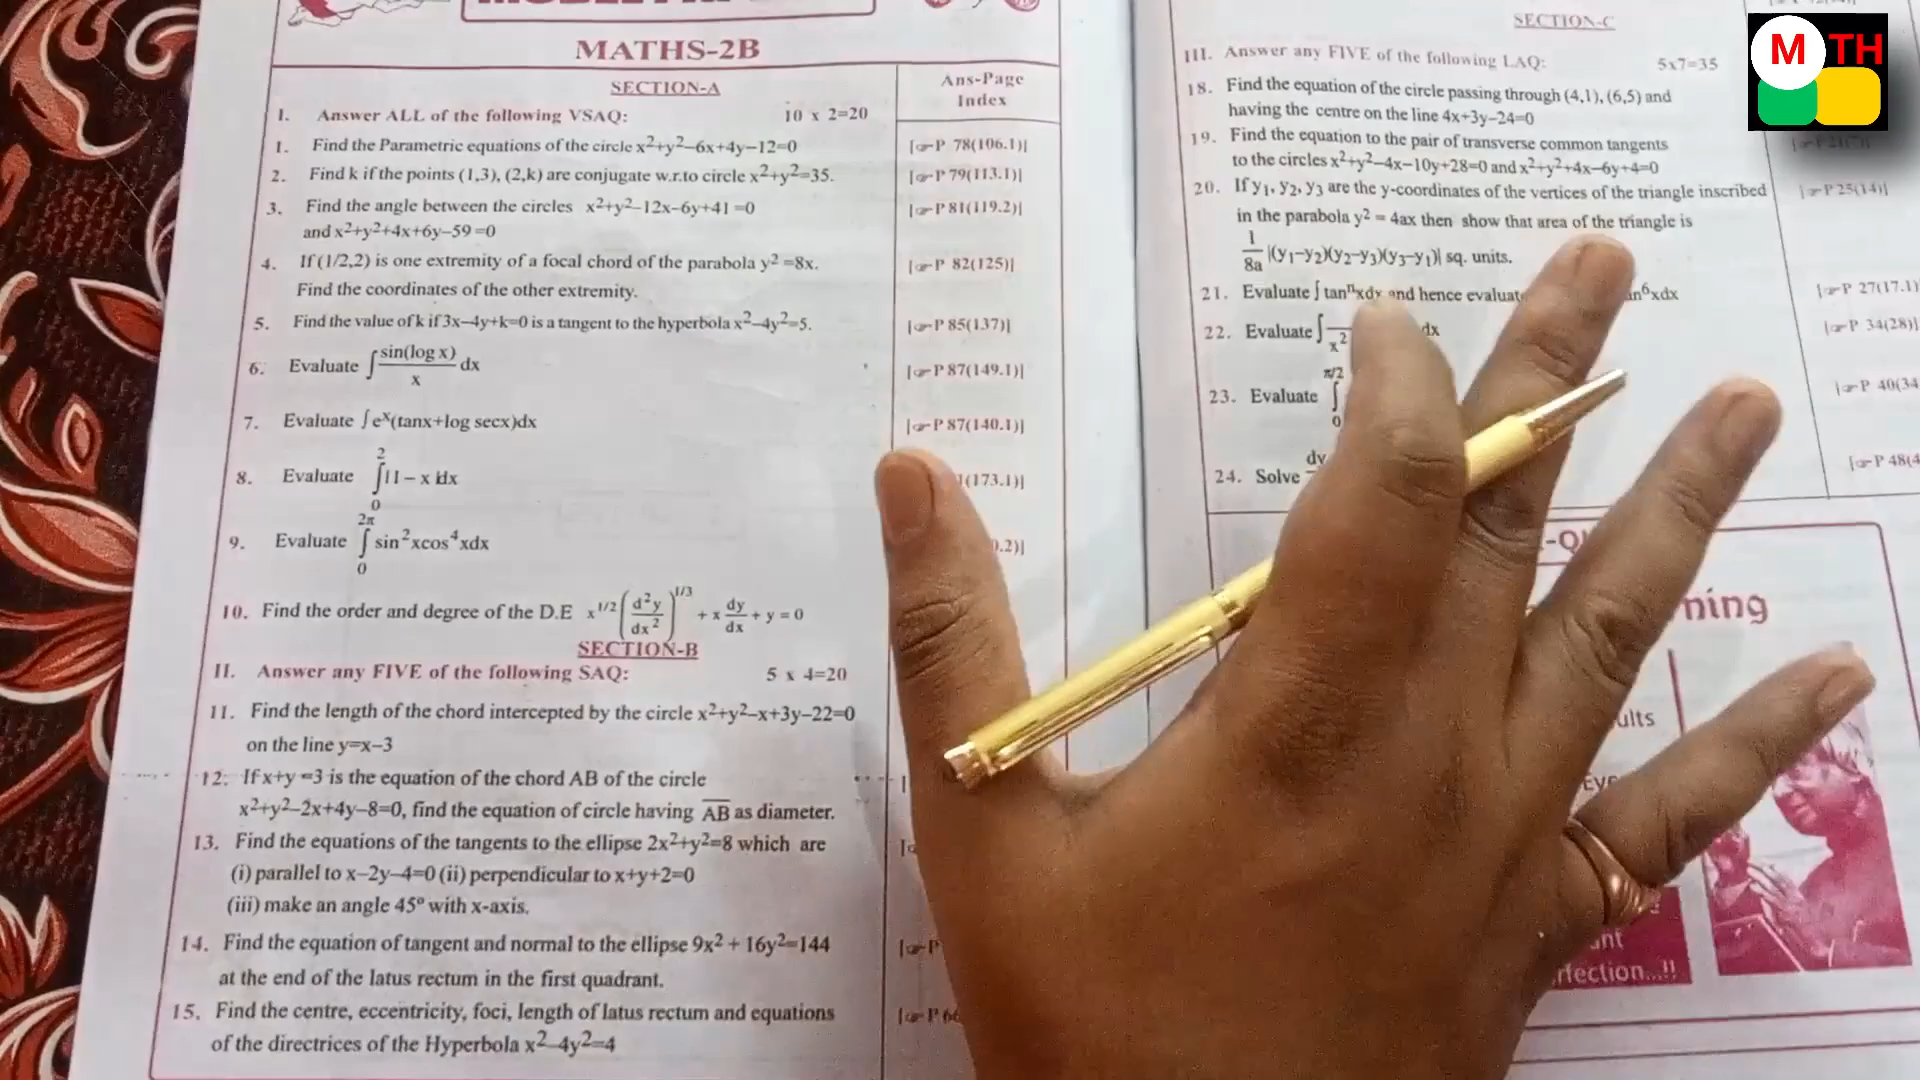 MATHS-2B
SECTION-A
Ans-Page
Index
I. Answer ALL of the following VSAQ: 10 x 2=20
1. Find the Parametric equations of the circle x²+y²–6x+4y–12=0 [☞P 78(106.1)]
2. Find k if the points (1,3), (2,k) are conjugate w.r.to circle x²+y²=35. [☞P 79(113.1)]
3. Find the angle between the circles x²+y²–12x–6y+41=0 [☞P 81(119.2)]
and x²+y²+4x+6y–59=0
4. If (1/2,2) is one extremity of a focal chord of the parabola y²=8x. [☞P 82(125)]
Find the coordinates of the other extremity.
5. Find the value of k if 3x–4y+k=0 is a tangent to the hyperbola x²–4y²=5. [☞P 85(137)]
6. Evaluate ∫ sin(log x)/x dx [☞P 87(149.1)]
7. Evaluate ∫eˣ(tanx+log secx)dx [☞P 87(140.1)]
8. Evaluate ∫₀² |1–x|dx (173.1)]
9. Evaluate ∫₀^2π sin²xcos⁴xdx .2)]
10. Find the order and degree of the D.E x^1/2 (d²y/dx²)^1/3 + x dy/dx + y = 0
SECTION-B
II. Answer any FIVE of the following SAQ: 5 x 4=20
11. Find the length of the chord intercepted by the circle x²+y²–x+3y–22=0
on the line y=x–3
12. If x+y=3 is the equation of the chord AB of the circle
x²+y²–2x+4y–8=0, find the equation of circle having AB as diameter.
13. Find the equations of the tangents to the ellipse 2x²+y²=8 which are
(i) parallel to x–2y–4=0 (ii) perpendicular to x+y+2=0
(iii) make an angle 45° with x-axis.
14. Find the equation of tangent and normal to the ellipse 9x² + 16y²=144 [☞P
at the end of the latus rectum in the first quadrant.
15. Find the centre, eccentricity, foci, length of latus rectum and equations [☞P 66
of the directrices of the Hyperbola x²–4y²=4
SECTION-C
III. Answer any FIVE of the following LAQ: 5x7=35
18. Find the equation of the circle passing through (4,1), (6,5) and
having the centre on the line 4x+3y–24=0
19. Find the equation to the pair of transverse common tangents
to the circles x²+y²–4x–10y+28=0 and x²+y²+4x–6y+4=0
20. If y₁, y₂, y₃ are the y-coordinates of the vertices of the triangle inscribed [☞P 25(14)]
in the parabola y² = 4ax then show that area of the triangle is
1/8a |(y₁–y₂)(y₂–y₃)(y₃–y₁)| sq. units.
21. Evaluate ∫tanⁿxdx and hence evaluate an⁶xdx [☞P 27(17.1)
22. Evaluate ∫ x² dx [☞P 34(28)]
23. Evaluate ∫₀^π/2 [☞P 40(34
24. Solve dy [☞P 48(4
ning
ults
Eve
ant
rfection...!!
M TH